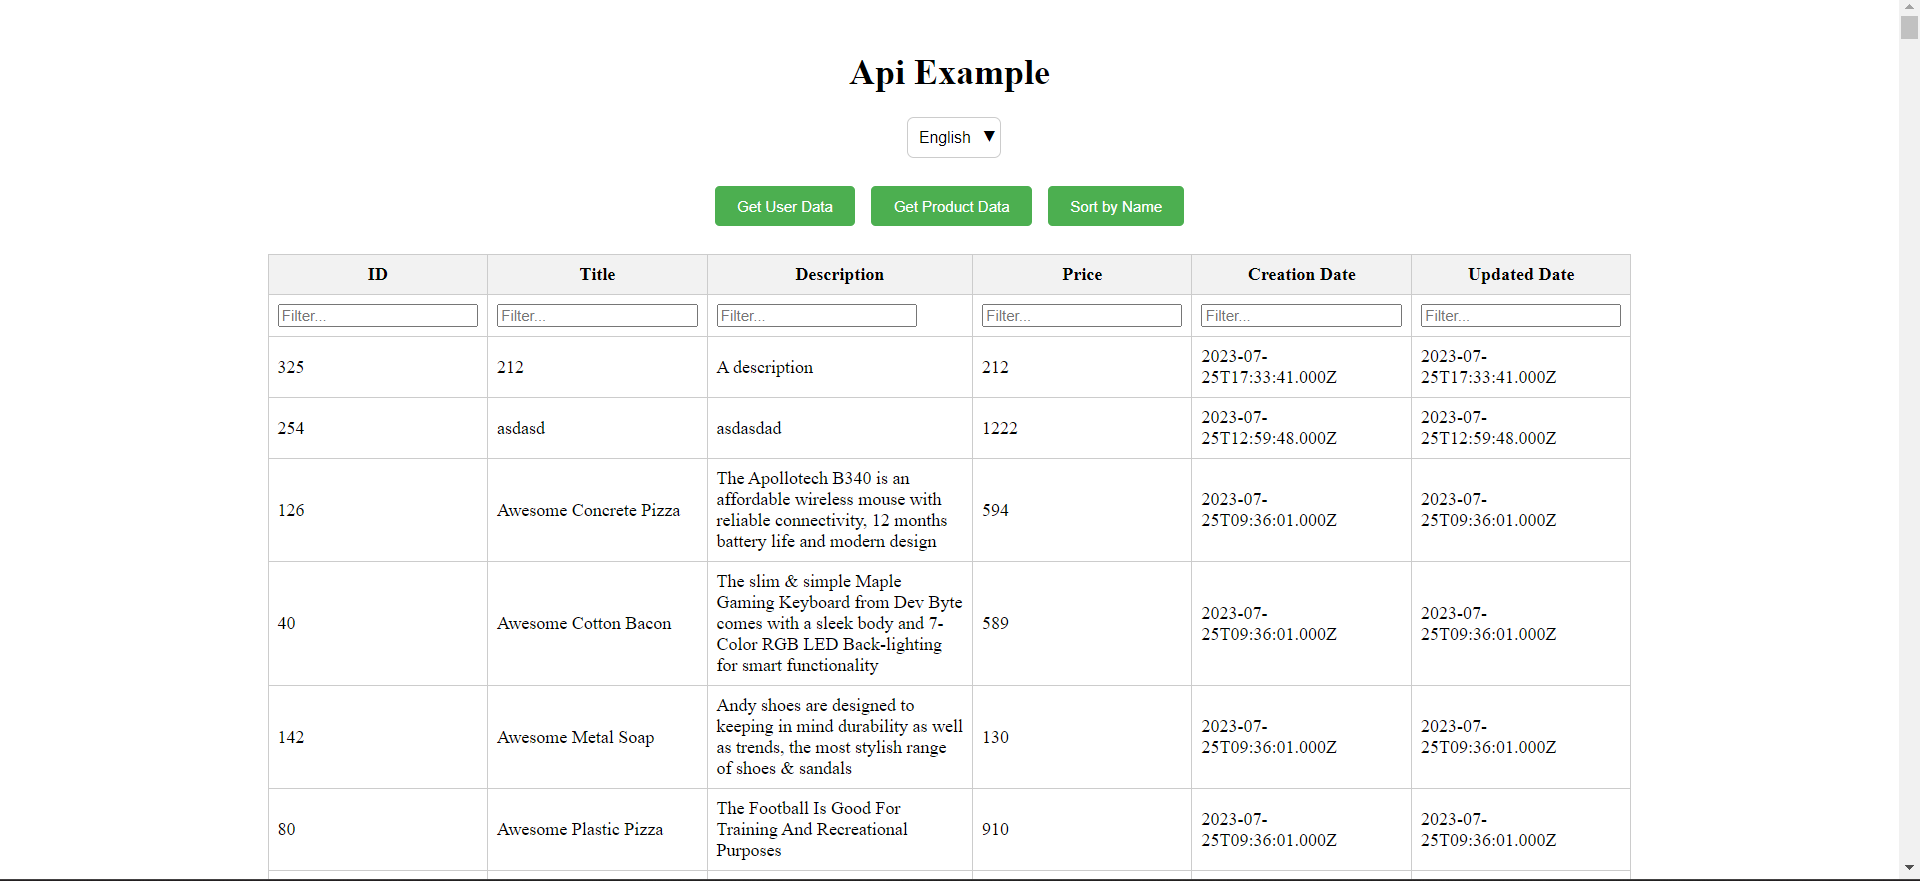 Api Example
English ▼
Get User Data Get Product Data Sort by Name
ID Title Description Price Creation Date Updated Date
Filter... Filter... Filter... Filter... Filter... Filter...
325 212 A description 212 2023-07-25T17:33:41.000Z 2023-07-25T17:33:41.000Z
254 asdasd asdasdad 1222 2023-07-25T12:59:48.000Z 2023-07-25T12:59:48.000Z
126
Awesome Concrete Pizza
The Apollotech B340 is an
affordable wireless mouse with
reliable connectivity, 12 months
battery life and modern design
594
2023-07-
25T09:36:01.000Z
2023-07-
25T09:36:01.000Z
40
Awesome Cotton Bacon
The slim & simple Maple
Gaming Keyboard from Dev Byte
comes with a sleek body and 7-
Color RGB LED Back-lighting
for smart functionality
589
2023-07-
25T09:36:01.000Z
2023-07-
25T09:36:01.000Z
142
Awesome Metal Soap
Andy shoes are designed to
keeping in mind durability as well
as trends, the most stylish range
of shoes & sandals
130
2023-07-
25T09:36:01.000Z
2023-07-
25T09:36:01.000Z
80
Awesome Plastic Pizza
The Football Is Good For
Training And Recreational
Purposes
910
2023-07-
25T09:36:01.000Z
2023-07-
25T09:36:01.000Z